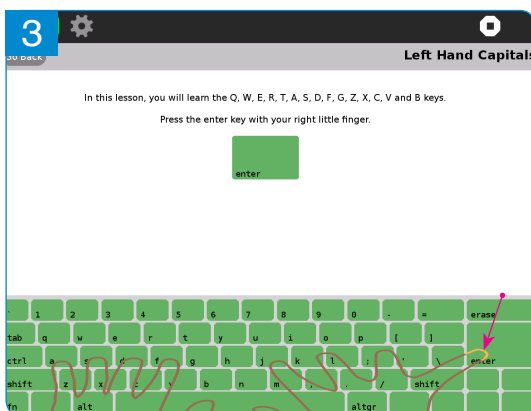 3
Go Back
Left Hand Capitals
In this lesson, you will learn the Q, W, E, R, T, A, S, D, F, G, Z, X, C, V and B keys.
Press the enter key with your right little finger.
enter
` 1 2 3 4 5 6 7 8 9 0 - = erase
tab q w e r t y u i o p [ ]
ctrl a s d f g h j k l ; ' \ enter
shift z x c v b n m , . / shift
fn alt altgr